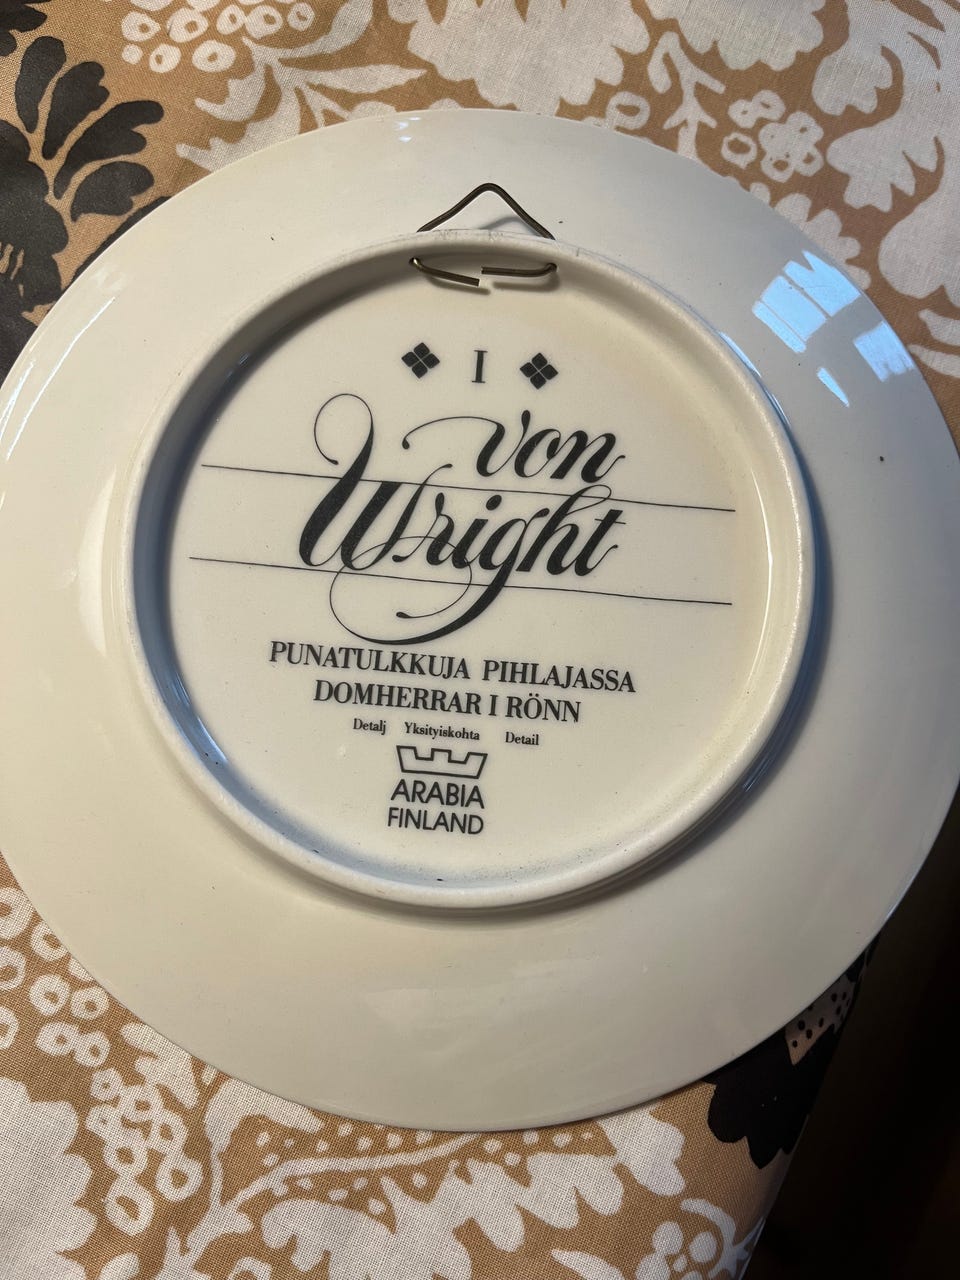 I
von
Wright
PUNATULKKUJA PIHLAJASSA
DOMHERRAR I RÖNN
Detalj Yksityiskohta Detail
ARABIA
FINLAND